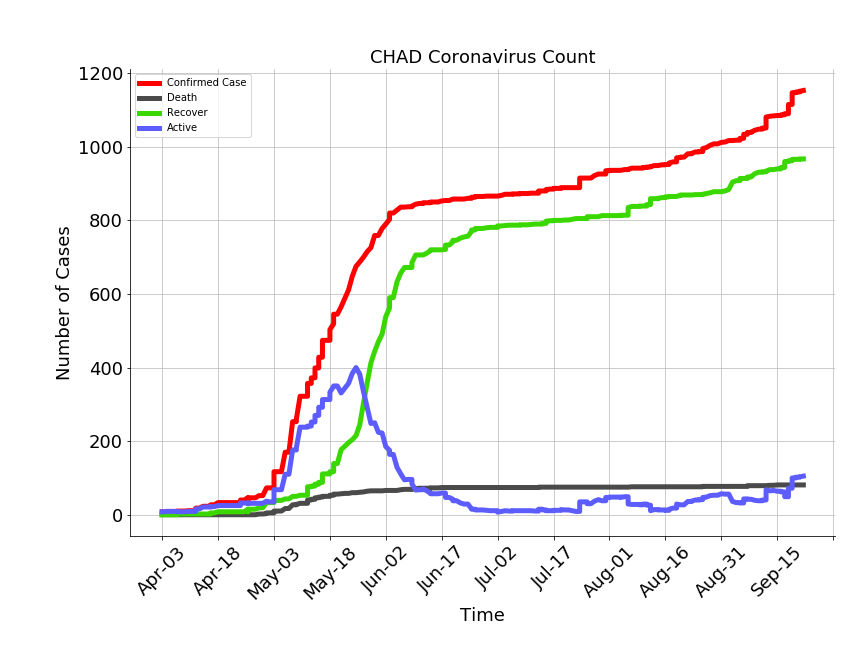 CHAD Coronavirus Count
Confirmed Case
Death
Recover
Active
Number of Cases
1200
1000
800
600
400
200
0
Apr-03
Apr-18
May-03
May-18
Jun-02
Jun-17
Jul-02
Jul-17
Aug-01
Aug-16
Aug-31
Sep-15
Time